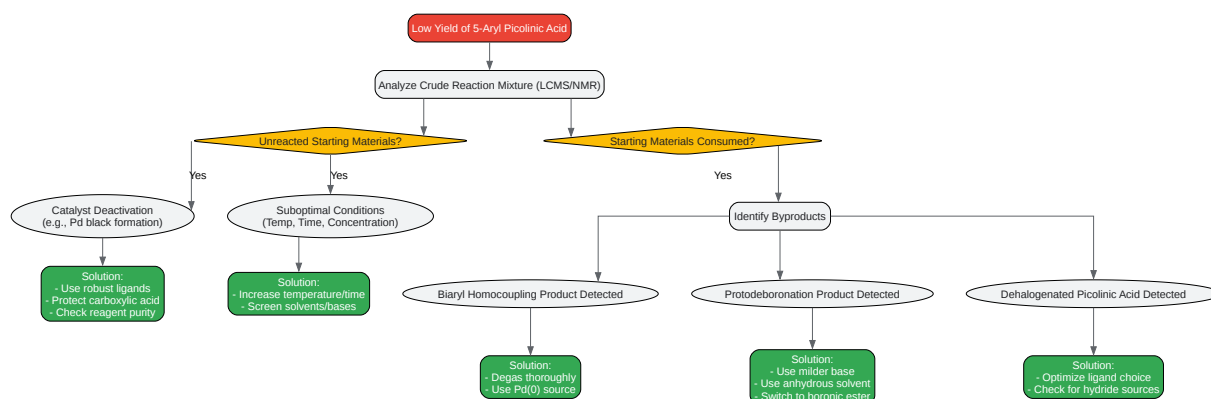 Low Yield of 5-Aryl Picolinic Acid
Analyze Crude Reaction Mixture (LCMS/NMR)
Unreacted Starting Materials?
Starting Materials Consumed?
Yes
Yes
Yes
Catalyst Deactivation
(e.g., Pd black formation)
Suboptimal Conditions
(Temp, Time, Concentration)
Identify Byproducts
Solution:
- Use robust ligands
- Protect carboxylic acid
- Check reagent purity
Solution:
- Increase temperature/time
- Screen solvents/bases
Biaryl Homocoupling Product Detected
Protodeboronation Product Detected
Dehalogenated Picolinic Acid Detected
Solution:
- Degas thoroughly
- Use Pd(0) source
Solution:
- Use milder base
- Use anhydrous solvent
- Switch to boronic ester
Solution:
- Optimize ligand choice
- Check for hydride sources